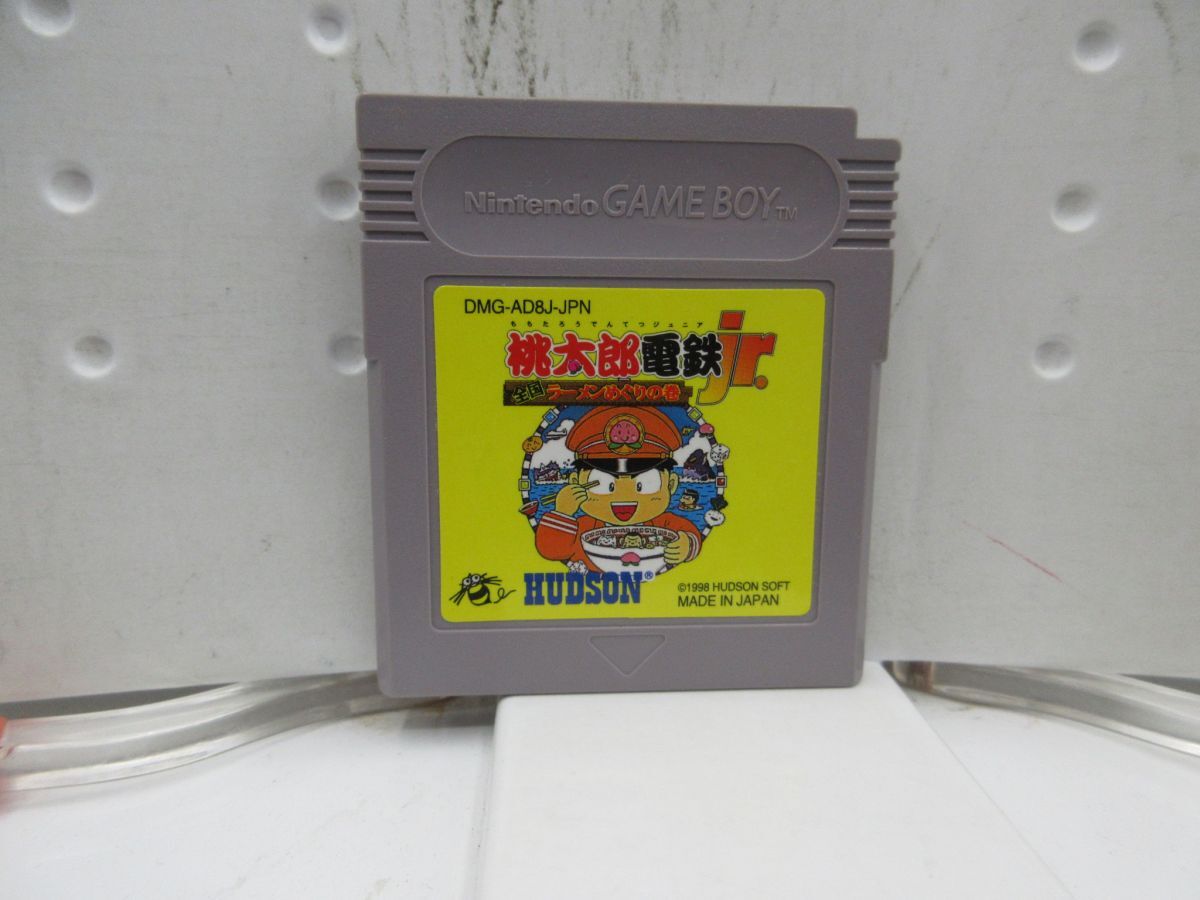 Nintendo GAME BOY TM
DMG-AD8J-JPN
ももたろうでんてつジュニア
桃太郎電鉄jr.
全国ラーメンめぐりの巻
HUDSON®
©1998 HUDSON SOFT
MADE IN JAPAN